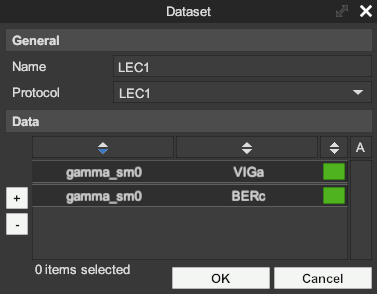 Dataset
General
Name LEC1
Protocol LEC1
Data
A
gamma_sm0 VIGa
gamma_sm0 BERc
+
-
0 items selected
OK Cancel